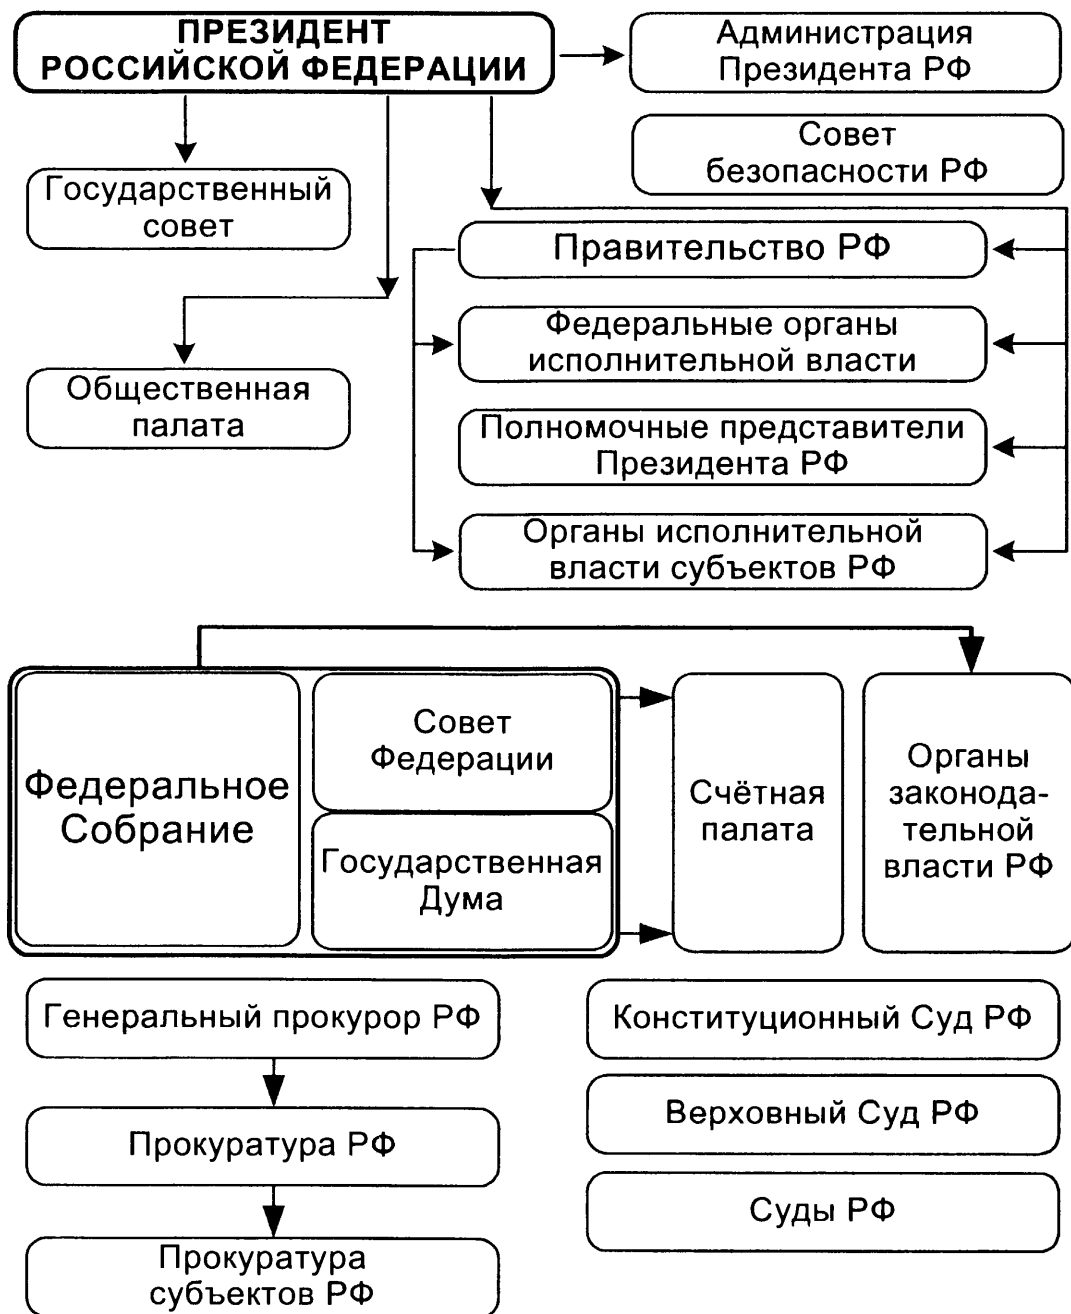 ПРЕЗИДЕНТ
РОССИЙСКОЙ ФЕДЕРАЦИИ
Администрация
Президента РФ
Совет
безопасности РФ
Государственный
совет
Правительство РФ
Федеральные органы
исполнительной власти
Общественная
палата
Полномочные представители
Президента РФ
Органы исполнительной
власти субъектов РФ
Федеральное
Собрание
Совет
Федерации
Государственная
Дума
Счётная
палата
Органы
законода-
тельной
власти РФ
Генеральный прокурор РФ
Прокуратура РФ
Прокуратура
субъектов РФ
Конституционный Суд РФ
Верховный Суд РФ
Суды РФ